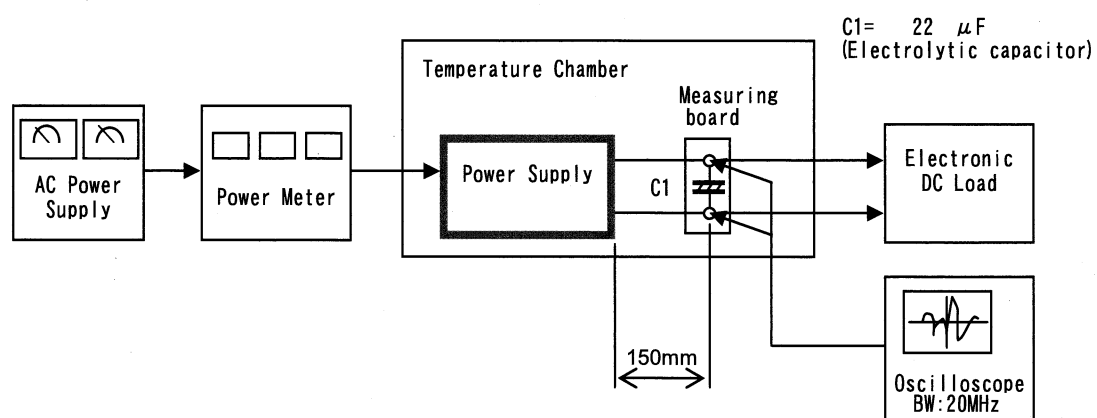 C1= 22 μF
(Electrolytic capacitor)
Temperature Chamber
Measuring
board
AC Power
Supply
Power Meter
Power Supply
C1
Electronic
DC Load
150mm
Oscilloscope
BW:20MHz